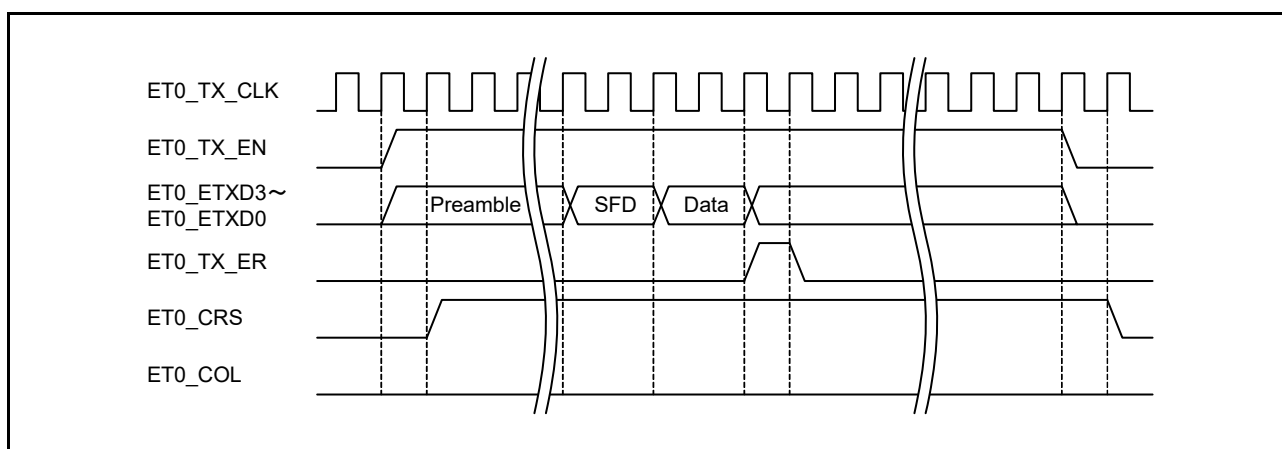 ET0_TX_CLK
ET0_TX_EN
ET0_ETXD3～
ET0_ETXD0
Preamble SFD Data
ET0_TX_ER
ET0_CRS
ET0_COL